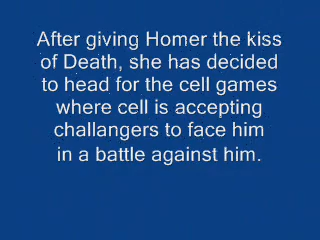 After giving Homer the kiss
of Death, she has decided
to head for the cell games
where cell is accepting
challangers to face him
in a battle against him.